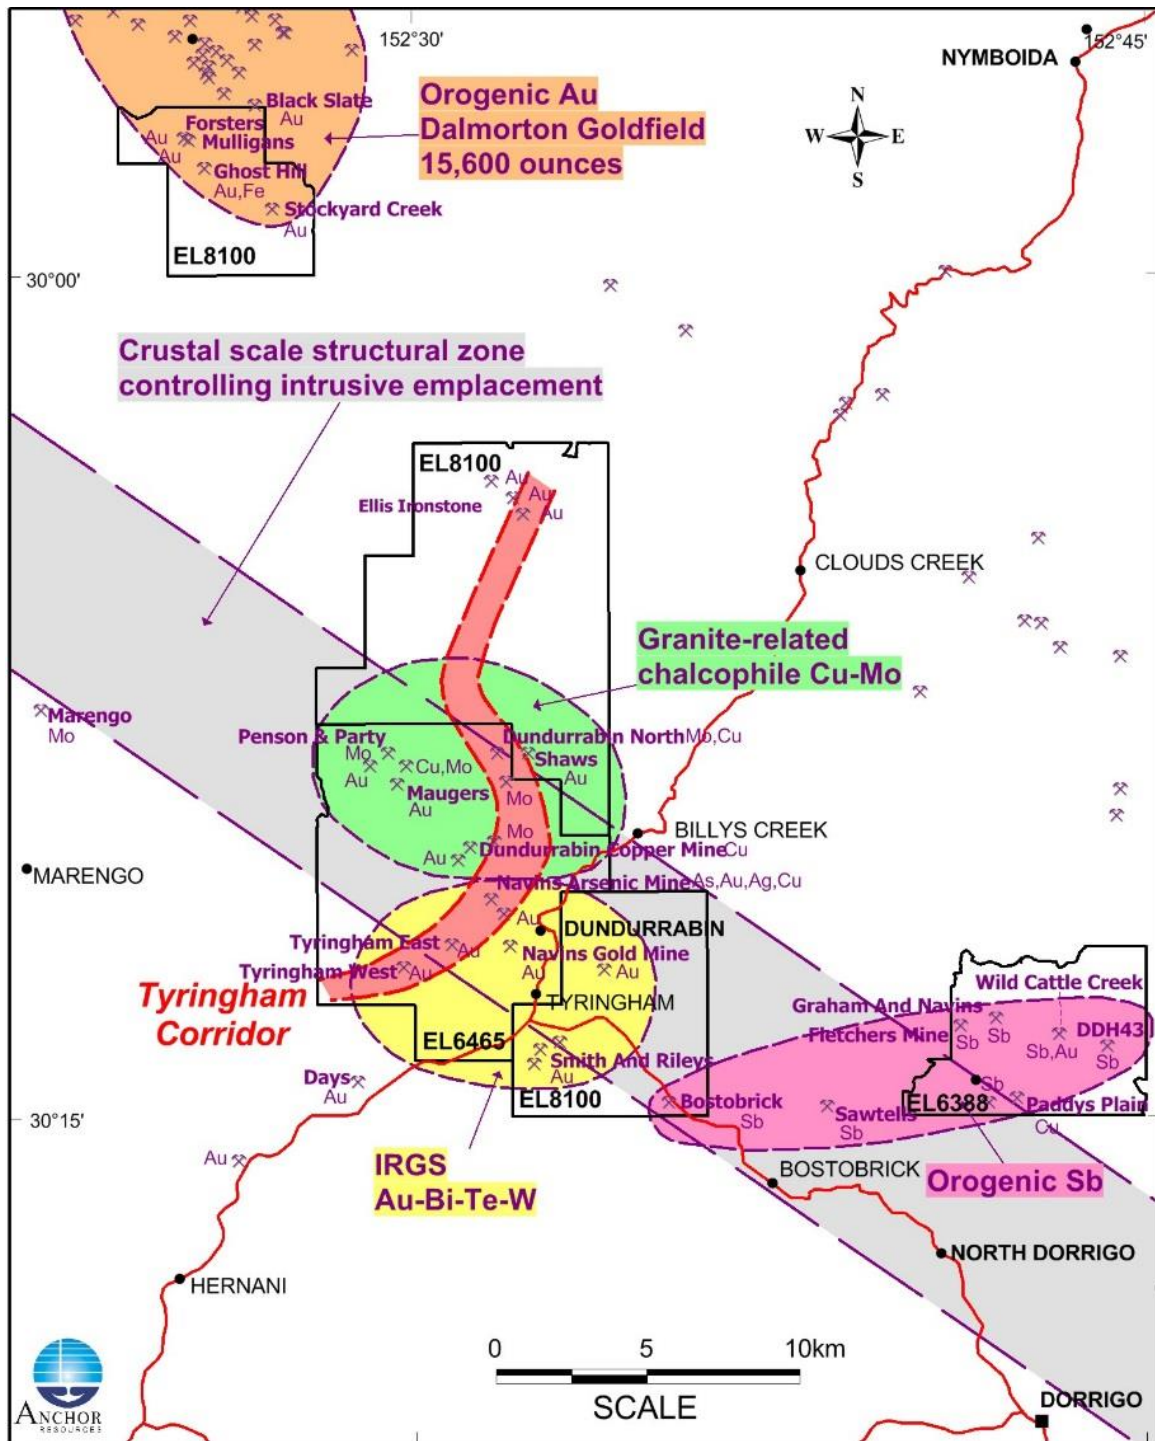 152°30'
152°45'
NYMBOIDA
Orogenic Au
Dalmorton Goldfield
15,600 ounces
N
W
E
S
Black Slate
Au
Forsters
Au
Mulligans
Au
Ghost Hill
Au,Fe
Stockyard Creek
Au
EL8100
30°00'
Crustal scale structural zone
controlling intrusive emplacement
EL8100
Au
Au
Ellis Ironstone
Au
CLOUDS CREEK
Granite-related
chalcophile Cu-Mo
Marengo
Mo
Penson & Party
Dundurrabin North Mo,Cu
Mo
Shaws
Cu,Mo
Au
Au
Maugers
Mo
Au
Mo
BILLYS CREEK
Dundurrabin Copper Mine Cu
Au
MARENGO
Navins Arsenic Mine As,Au,Ag,Cu
Au
DUNDURRABIN
Tyringham East
Au
Navins Gold Mine
Tyringham West
Au
Au
Au
Wild Cattle Creek
Tyringham
Corridor
TYRINGHAM
Graham And Navins
Fletchers Mine
DDH43
Sb
Sb
Sb,Au
Sb
EL6465
Smith And Rileys
Au
Days
Au
Sb
EL8100
EL6388
Paddys Plain
Cu
Bostobrick
Sb
Sawtells
Sb
30°15'
Au
IRGS
Au-Bi-Te-W
BOSTOBRICK
Orogenic Sb
NORTH DORRIGO
HERNANI
0 5 10km
SCALE
DORRIGO
ANCHOR
RESOURCES